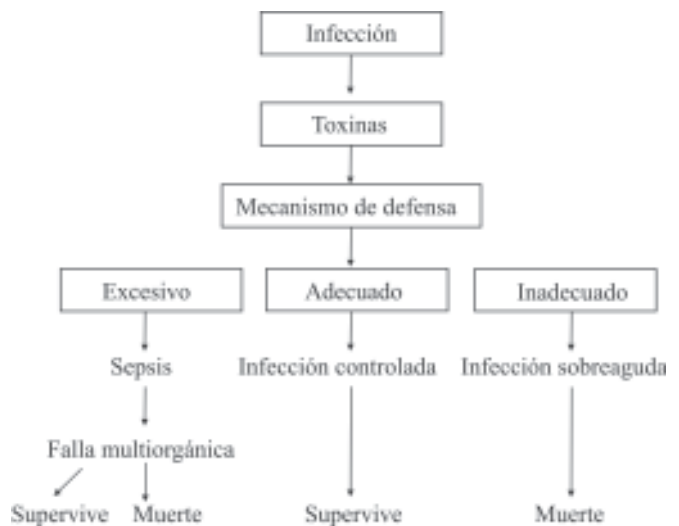 Infección
Toxinas
Mecanismo de defensa
Excesivo
Adecuado
Inadecuado
Sepsis
Infección controlada
Infección sobreaguda
Falla multiorgánica
Supervive
Muerte
Supervive
Muerte